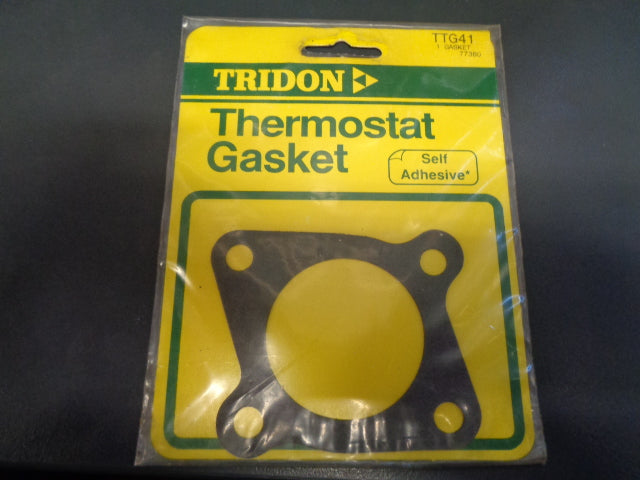 TTG41
1 GASKET
77360
TRIDON
Thermostat
Gasket
Self
Adhesive*